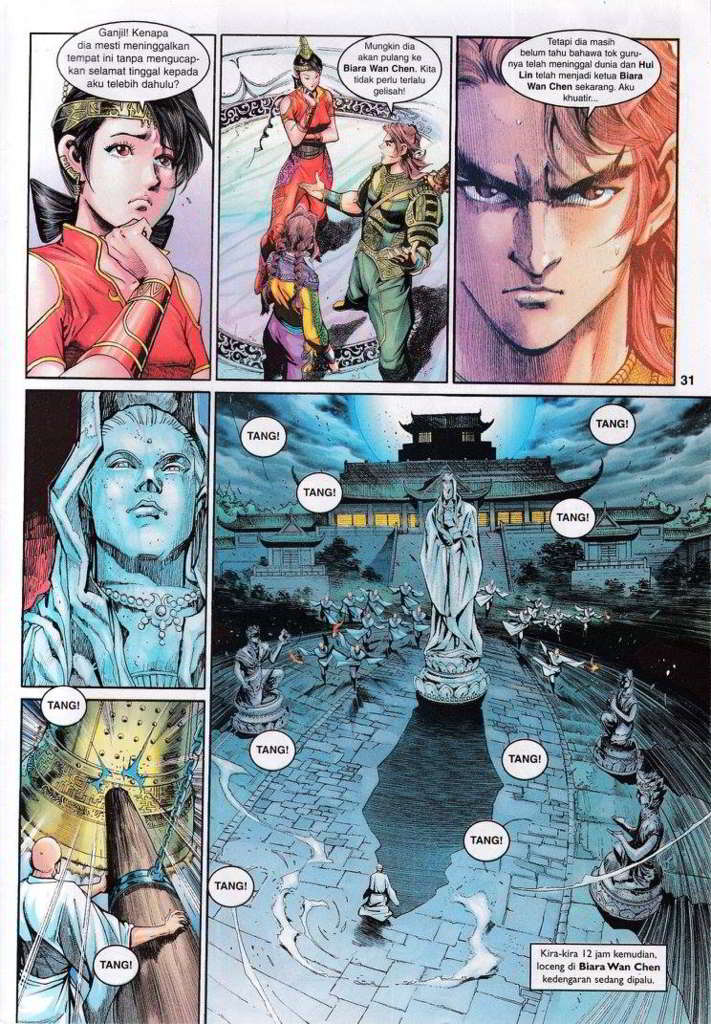 Ganjil! Kenapa
dia mesti meninggalkan
tempat ini tanpa mengucap-
kan selamat tinggal kepada
aku telebih dahulu?
Mungkin dia
akan pulang ke
Biara Wan Chen. Kita
tidak perlu terlalu
gelisah!
Tetapi dia masih
belum tahu bahawa tok guru-
nya telah meninggal dunia dan Hui
Lin telah menjadi ketua Biara
Wan Chen sekarang. Aku
khuatir...
31
TANG!
TANG!
TANG!
TANG!
TANG!
TANG!
TANG!
TANG!
TANG!
TANG!
Kira-kira 12 jam kemudian,
loceng di Biara Wan Chen
kedengaran sedang dipalu.